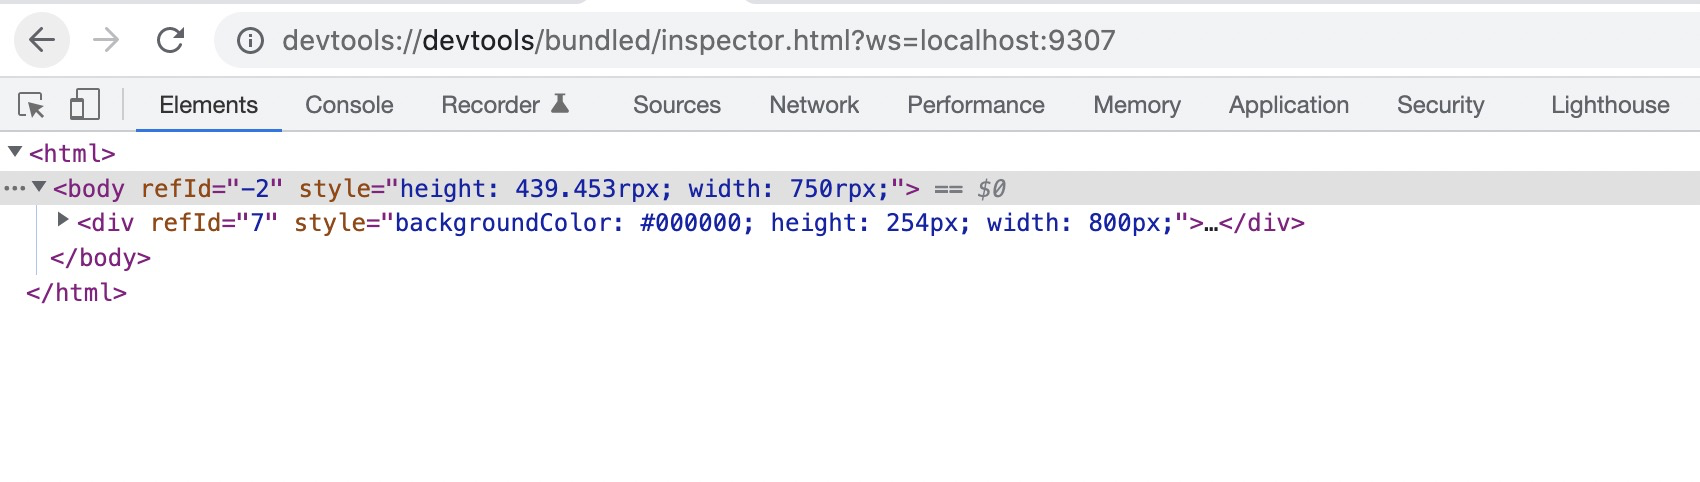 devtools://devtools/bundled/inspector.html?ws=localhost:9307
Elements Console Recorder Sources Network Performance Memory Application Security Lighthouse
<html>
<body refId="-2" style="height: 439.453rpx; width: 750rpx;"> == $0
<div refId="7" style="backgroundColor: #000000; height: 254px; width: 800px;">…</div>
</body>
</html>